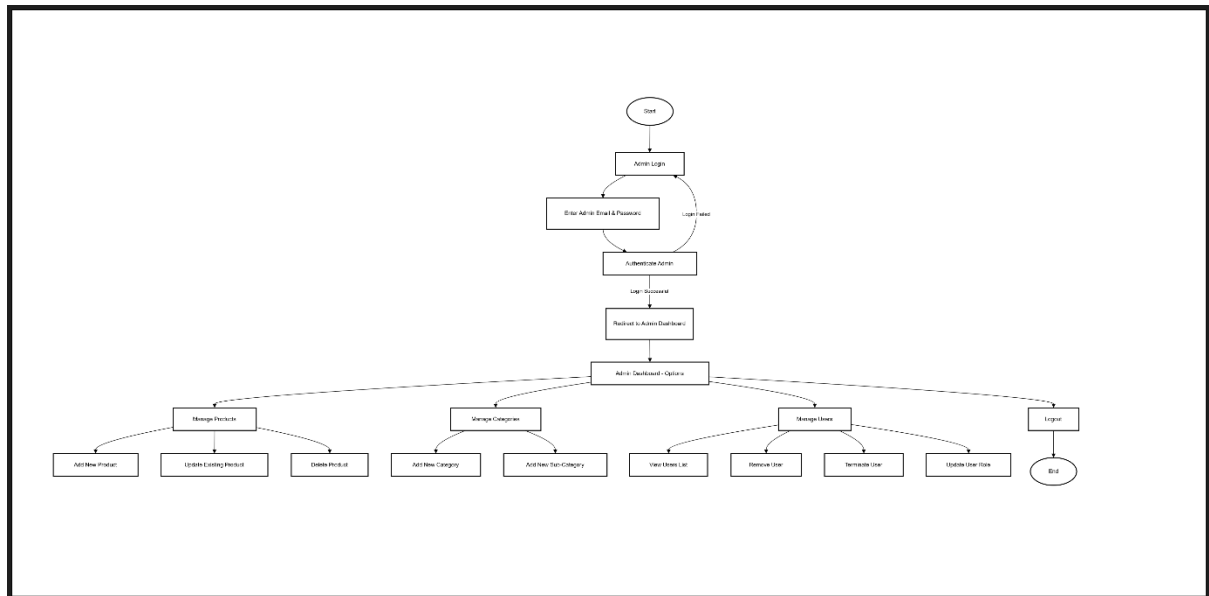 Start
Admin Login
Enter Admin Email & Password
Login Failed
Authenticate Admin
Login Successful
Redirect to Admin Dashboard
Admin Dashboard - Options
Manage Products
Manage Categories
Manage Users
Logout
Add New Product
Update Existing Product
Delete Product
Add New Category
Add New Sub-Category
View Users List
Remove User
Terminate User
Update User Role
End